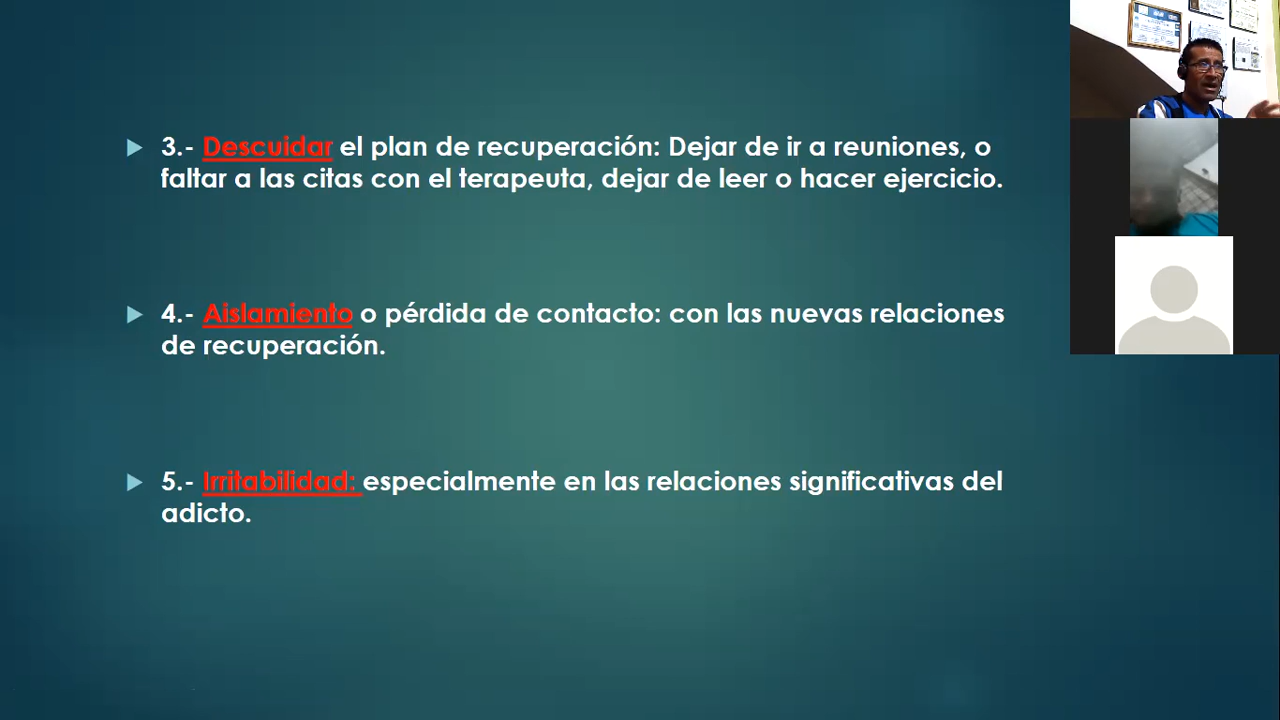 3.- Descuidar el plan de recuperación: Dejar de ir a reuniones, o
faltar a las citas con el terapeuta, dejar de leer o hacer ejercicio.
4.- Aislamiento o pérdida de contacto: con las nuevas relaciones
de recuperación.
5.- Irritabilidad: especialmente en las relaciones significativas del
adicto.